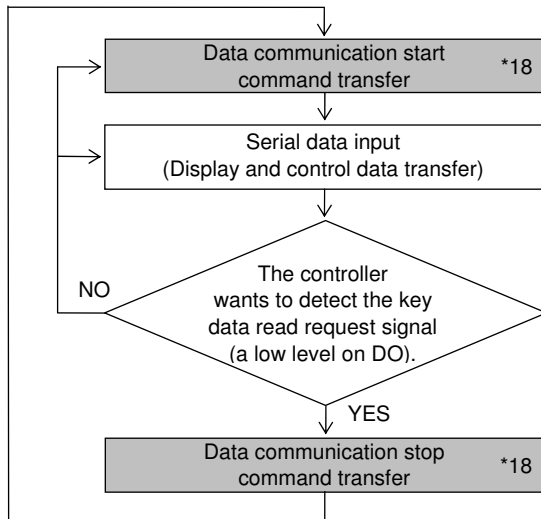 Data communication start
command transfer
*18
Serial data input
(Display and control data transfer)
The controller
wants to detect the key
data read request signal
(a low level on DO).
NO
YES
Data communication stop
command transfer
*18